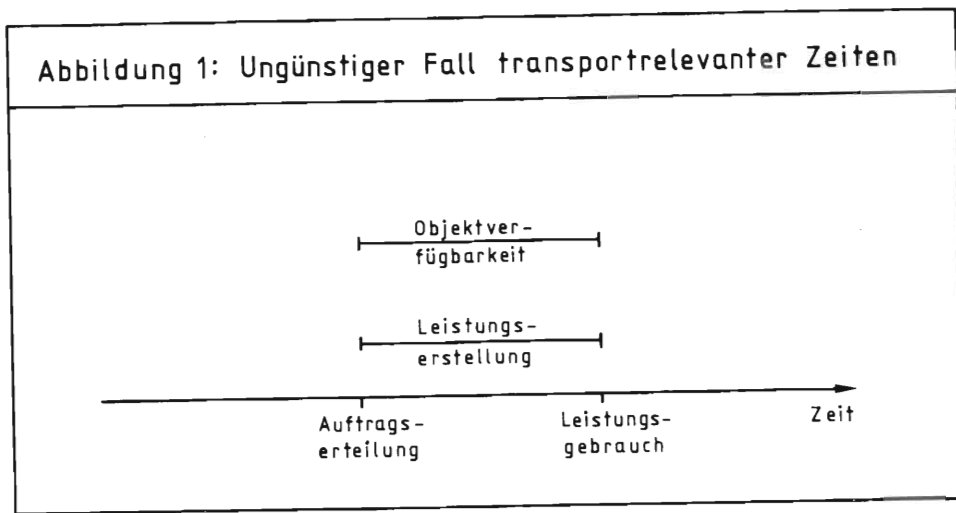 Abbildung 1: Ungünstiger Fall transportrelevanter Zeiten
Objektver-
fügbarkeit
Leistungs-
erstellung
Auftrags-
erteilung
Leistungs-
gebrauch
Zeit